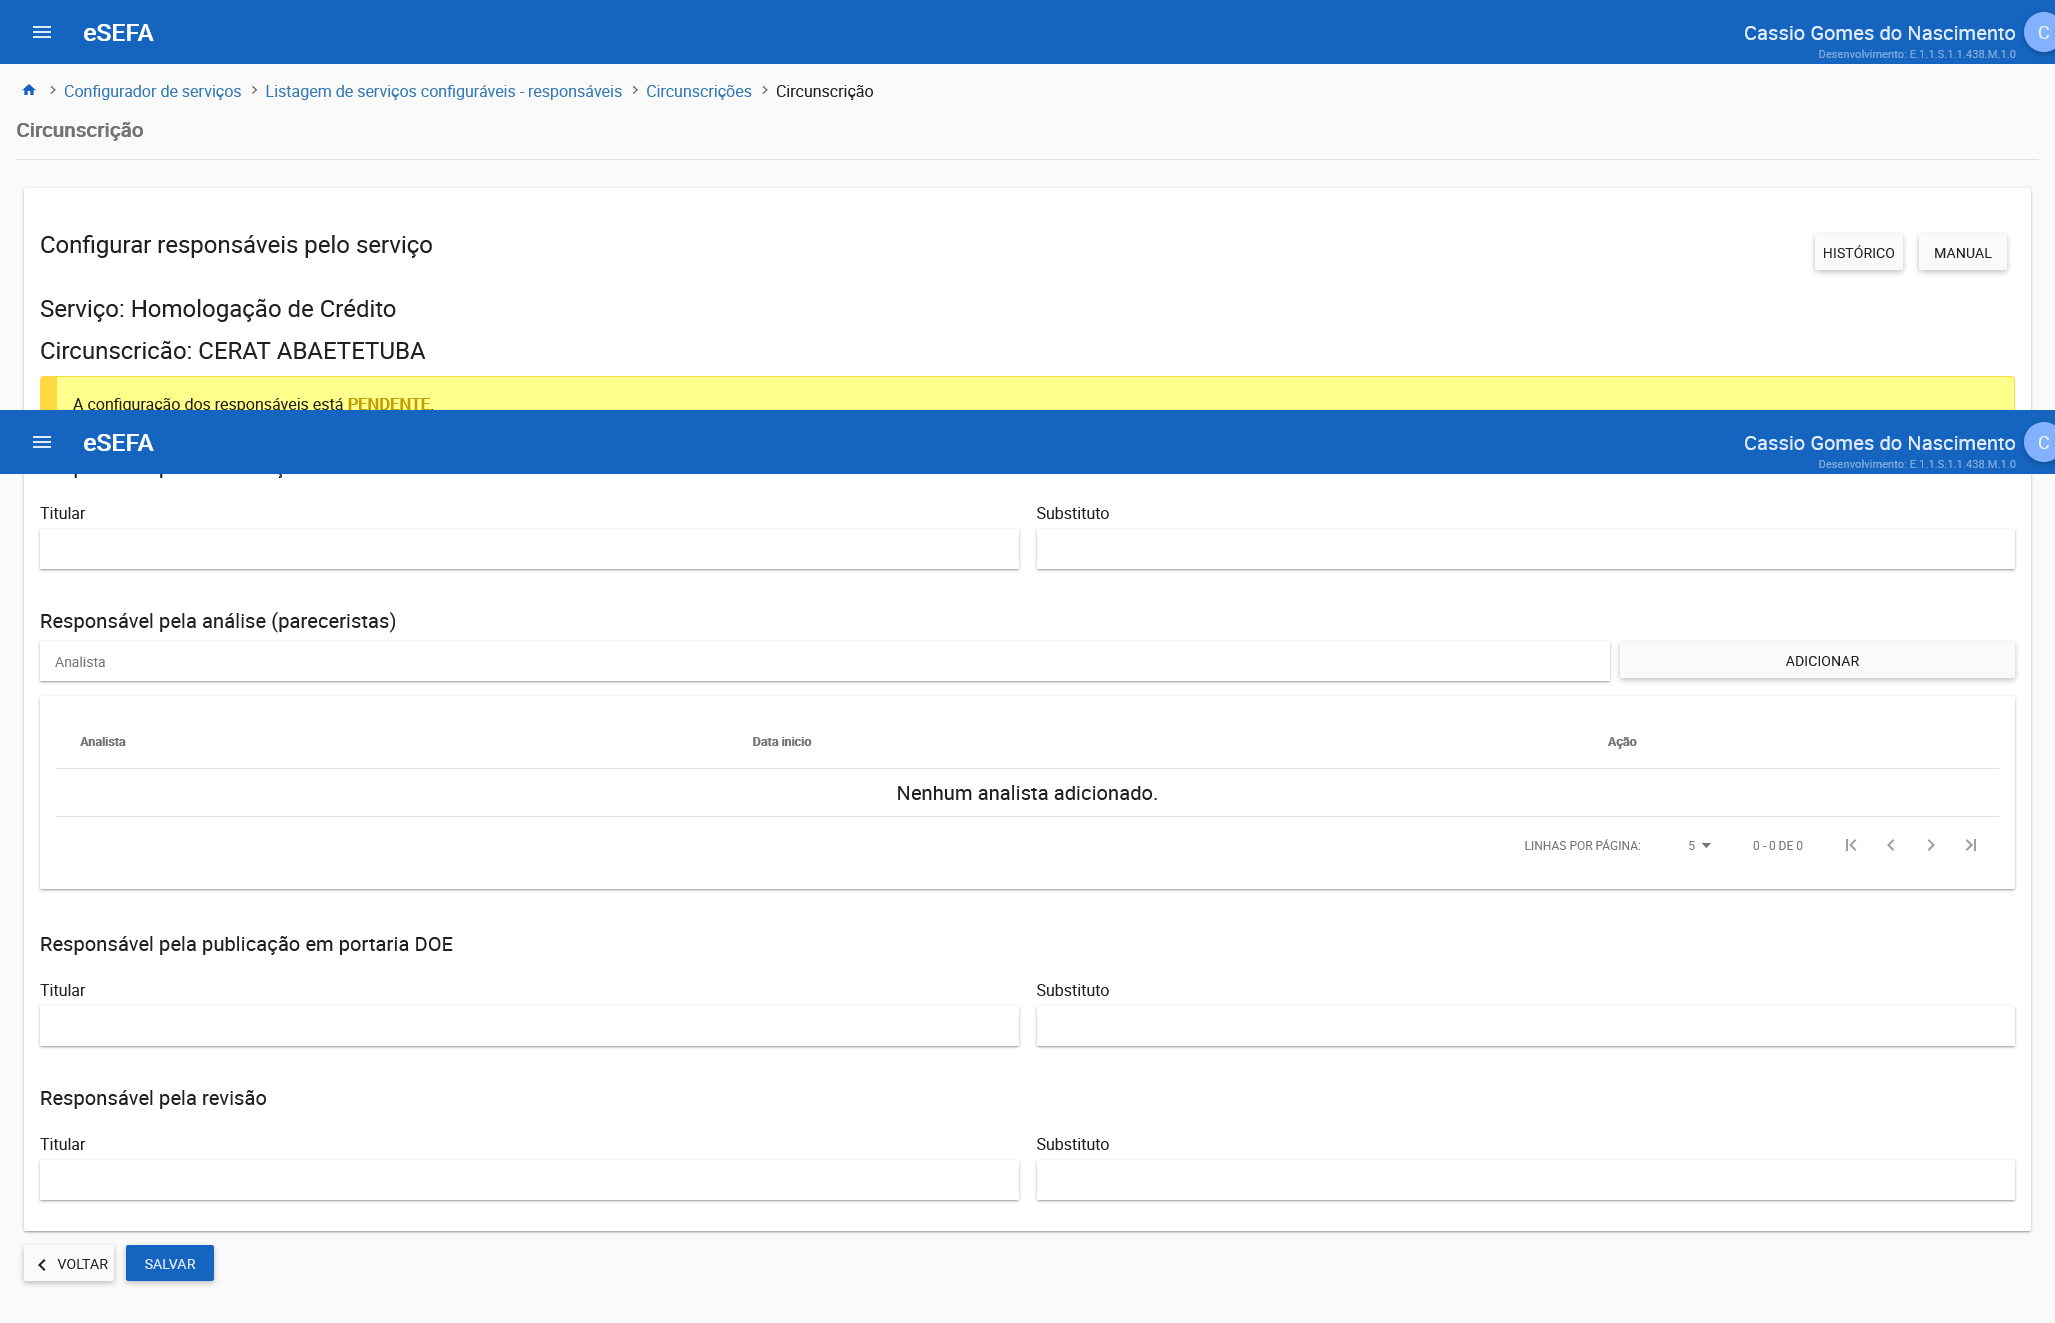 eSEFA
Cassio Gomes do Nascimento
C
Desenvolvimento: E.1.1.S.1.1.438.M.1.0
Configurador de serviços
Listagem de serviços configuráveis - responsáveis
Circunscrições
Circunscrição
Circunscrição
Configurar responsáveis pelo serviço
HISTÓRICO
MANUAL
Serviço: Homologação de Crédito
Circunscricão: CERAT ABAETETUBA
A configuração dos responsáveis está PENDENTE.
eSEFA
Cassio Gomes do Nascimento
C
Desenvolvimento: E.1.1.S.1.1.438.M.1.0
Titular
Substituto
Responsável pela análise (pareceristas)
Analista
ADICIONAR
Analista
Data inicio
Ação
Nenhum analista adicionado.
LINHAS POR PÁGINA:
5
0 - 0 DE 0
Responsável pela publicação em portaria DOE
Titular
Substituto
Responsável pela revisão
Titular
Substituto
VOLTAR
SALVAR